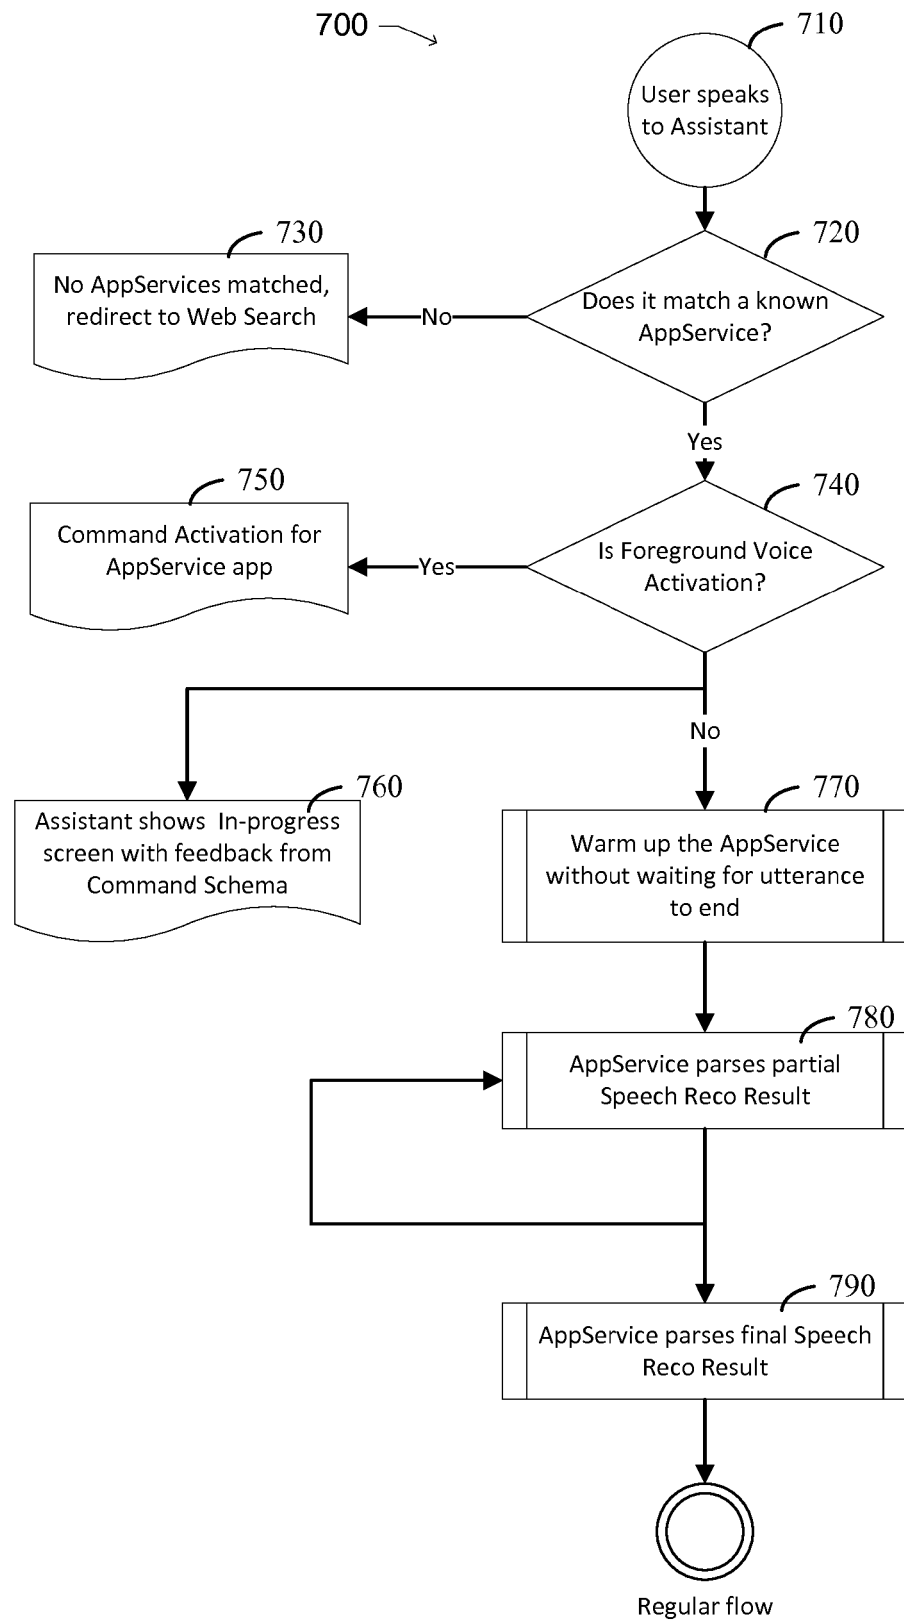 700
710
User speaks
to Assistant
730
720
No AppServices matched,
redirect to Web Search
No
Does it match a known
AppService?
Yes
750
740
Command Activation for
AppService app
Yes
Is Foreground Voice
Activation?
No
760
770
Assistant shows In-progress
screen with feedback from
Command Schema
Warm up the AppService
without waiting for utterance
to end
780
AppService parses partial
Speech Reco Result
790
AppService parses final Speech
Reco Result
Regular flow